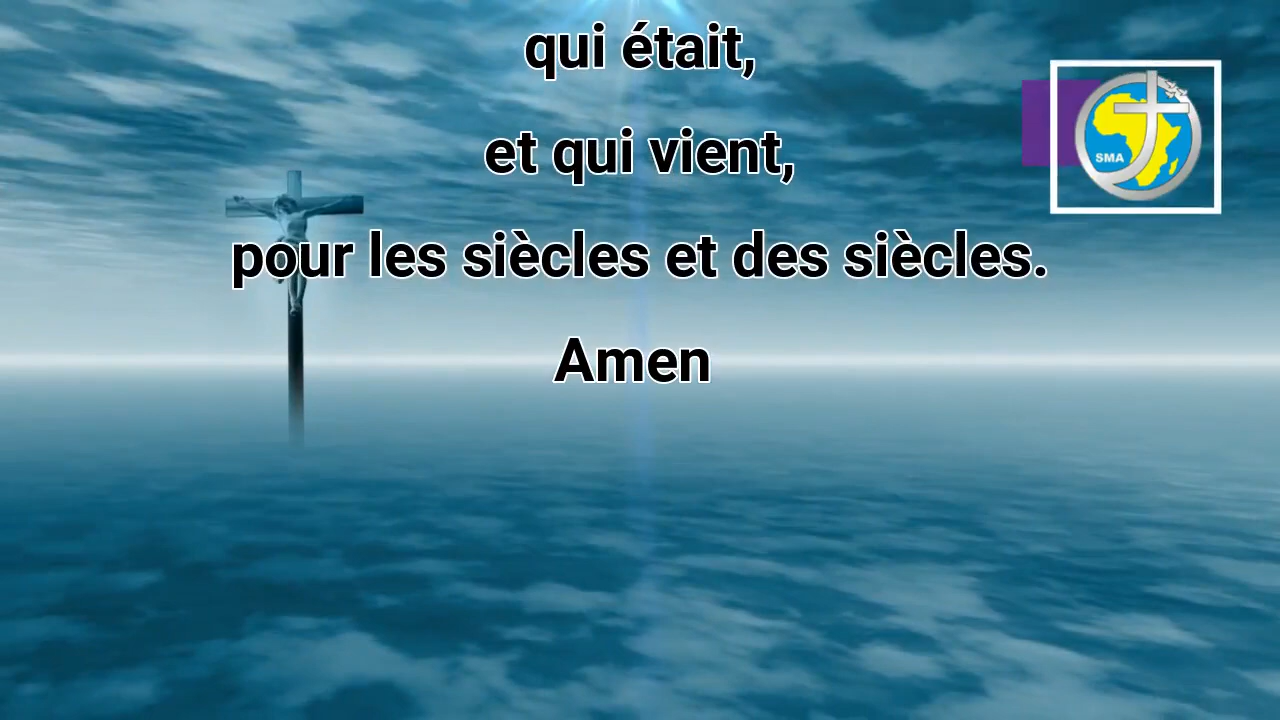 qui était,
et qui vient,
pour les siècles et des siècles.
Amen
SMA